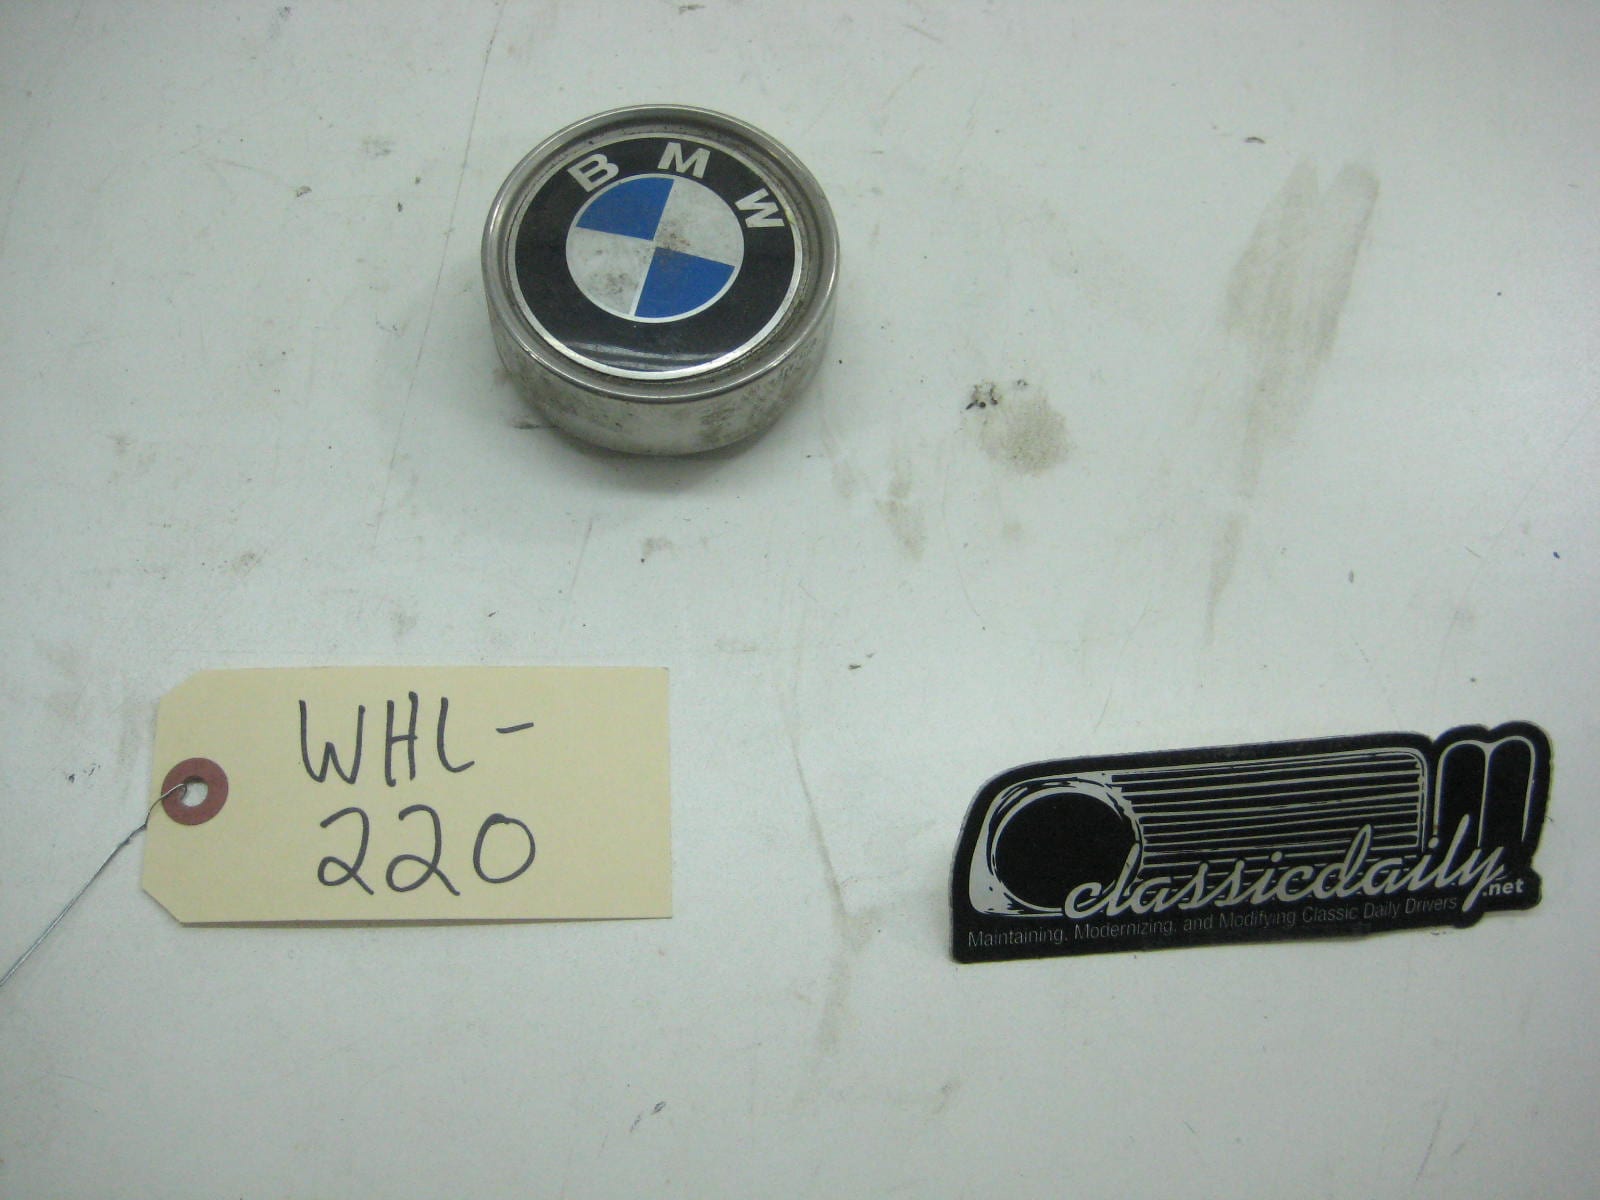 BMW
WHL-
220
classicdaily.net
Maintaining, Modernizing, and Modifying Classic Daily Drivers